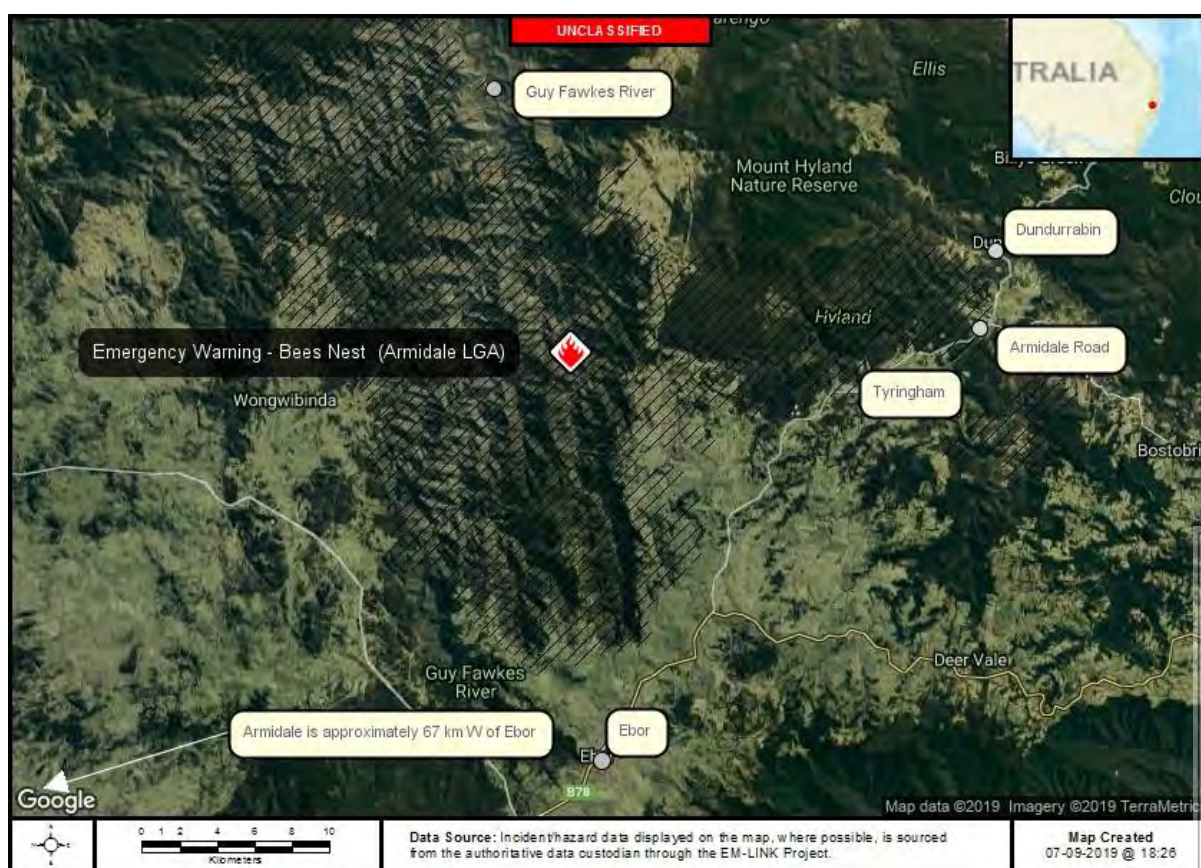 UNCLASSIFIED
arengo
Ellis
TRALIA
Guy Fawkes River
Mount Hyland
Nature Reserve
Clou
Dundurrabin
Hyland
Emergency Warning - Bees Nest (Armidale LGA)
Armidale Road
Tyringham
Wongwibinda
Bostobri
Deer Vale
Guy Fawkes
River
Armidale is approximately 67 km W of Ebor
Ebor
B78
Google
Map data ©2019 Imagery ©2019 TerraMetric
0 1 2 4 6 8 10
Kilometers
Data Source: Incident/hazard data displayed on the map, where possible, is sourced
from the authoritative data custodian through the EM-LINK Project.
Map Created
07-09-2019 @ 18:26